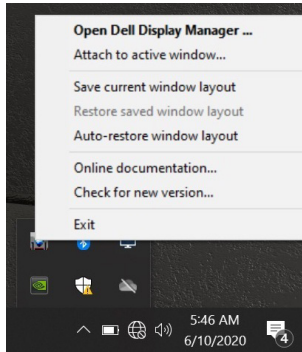 Open Dell Display Manager ...
Attach to active window...
Save current window layout
Restore saved window layout
Auto-restore window layout
Online documentation...
Check for new version...
Exit
5:46 AM
6/10/2020
4